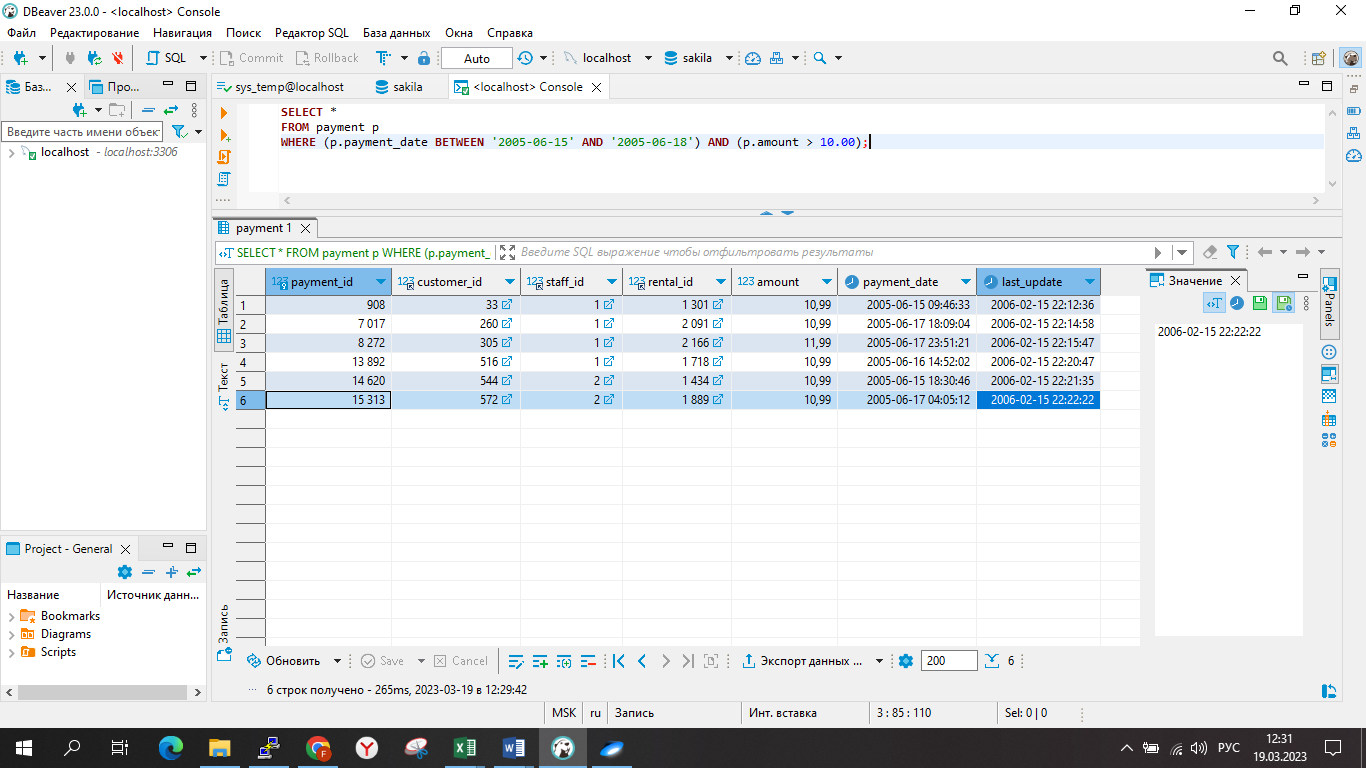 DBeaver 23.0.0 - <localhost> Console
Файл Редактирование Навигация Поиск Редактор SQL База данных Окна Справка
SQL Commit Rollback Auto localhost sakila
Баз... Про...
Введите часть имени объект
localhost - localhost:3306
sys_temp@localhost sakila <localhost> Console
SELECT *
FROM payment p
WHERE (p.payment_date BETWEEN '2005-06-15' AND '2005-06-18') AND (p.amount > 10.00);
payment 1
SELECT * FROM payment p WHERE (p.payment_ Введите SQL выражение чтобы отфильтровать результаты
Таблица
Текст
Запись
123 payment_id 123 customer_id 123 staff_id 123 rental_id 123 amount payment_date last_update
1 908 33 1 1 301 10,99 2005-06-15 09:46:33 2006-02-15 22:12:36
2 7 017 260 1 2 091 10,99 2005-06-17 18:09:04 2006-02-15 22:14:58
3 8 272 305 1 2 166 11,99 2005-06-17 23:51:21 2006-02-15 22:15:47
4 13 892 516 1 1 718 10,99 2005-06-16 14:52:02 2006-02-15 22:20:47
5 14 620 544 2 1 434 10,99 2005-06-15 18:30:46 2006-02-15 22:21:35
6 15 313 572 2 1 889 10,99 2005-06-17 04:05:12 2006-02-15 22:22:22
Значение
2006-02-15 22:22:22
Panels
Project - General
Название Источник данн...
Bookmarks
Diagrams
Scripts
Обновить Save Cancel Экспорт данных ... 200 6
6 строк получено - 265ms, 2023-03-19 в 12:29:42
MSK ru Запись Инт. вставка 3 : 85 : 110 Sel: 0 | 0
РУС 12:31
19.03.2023